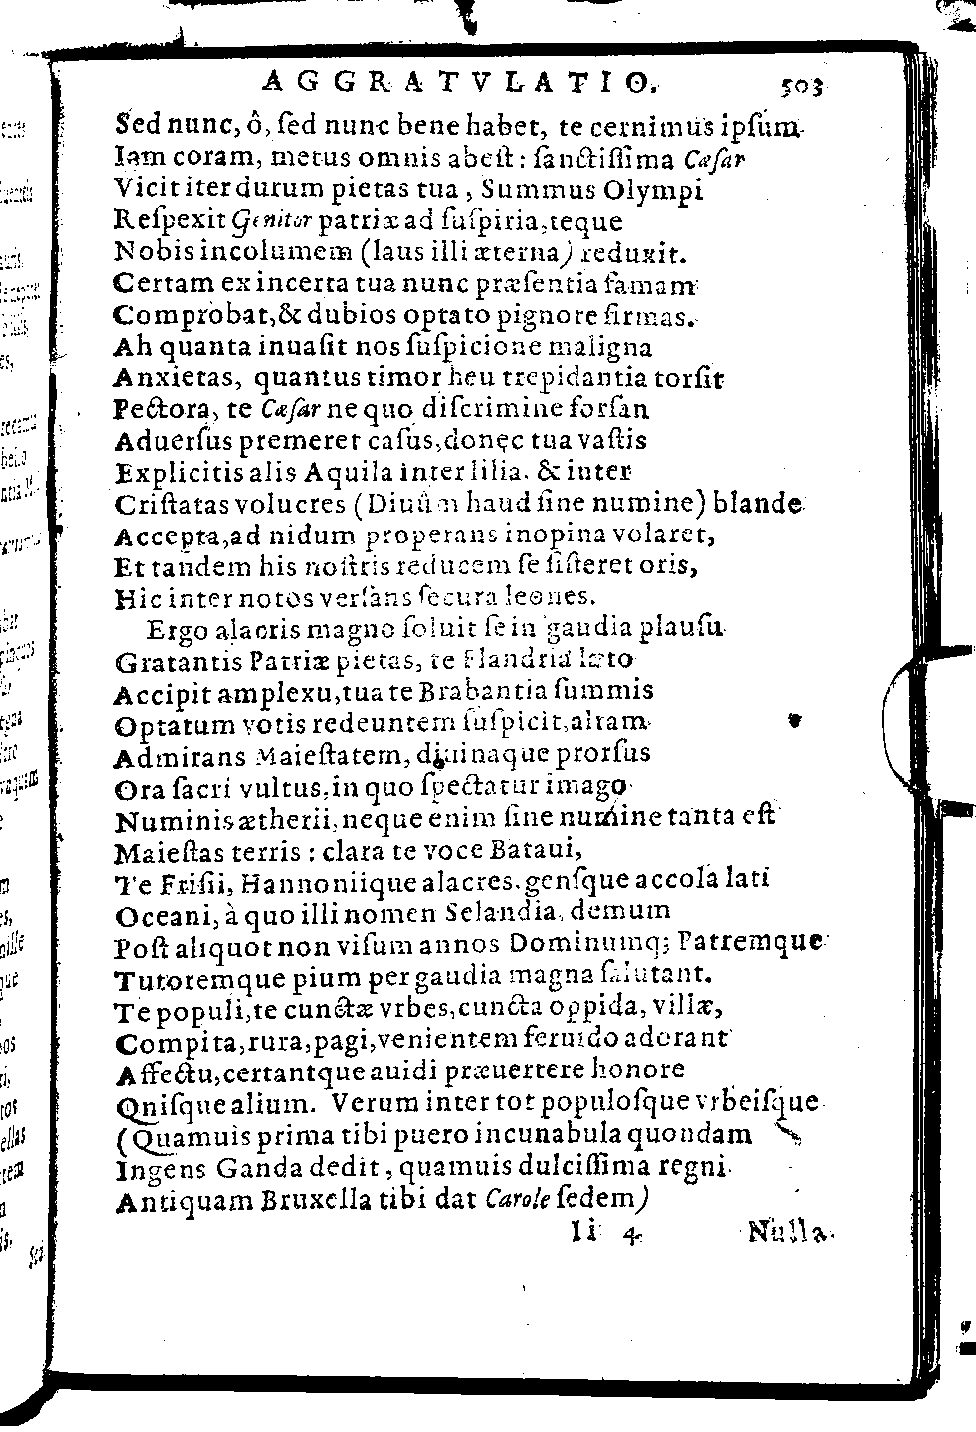 AGGRATVLATIO. 503
Sed nunc, ô, ſed nunc bene habet, te cernimus ipſum
Iam coram, metus omnis abeſt: ſanctiſſima Cæſar
Vicit iter durum pietas tua, Summus Olympi
Reſpexit Genitor patriæ ad ſuſpiria, teque
Nobis incolumem (laus illi æterna) reduxit.
Certam ex incerta tua nunc præſentia famam
Comprobat, & dubios optato pignore firmas.
Ah quanta inuaſit nos ſuſpicione maligna
Anxietas, quantus timor heu trepidantia torſit
Pectora, te Cæſar ne quo diſcrimine forſan
Aduerſus premeret caſus, donec tua vaſtis
Explicitis alis Aquila inter lilia. & inter
Criſtatas volucres (Diuûm haud ſine numine) blande
Accepta, ad nidum properans inopina volaret,
Et tandem his noſtris reducem ſe ſiſteret oris,
Hic inter notos verſans ſecura leones.
Ergo alacris magno ſoluit ſe in gaudia plauſu
Gratantis Patriæ pietas, te Flandria læto
Accipit amplexu, tua te Brabantia ſummis
Optatum votis redeuntem ſuſpicit, altam
Admirans Maieſtatem, diuinaque prorſus
Ora ſacri vultus, in quo ſpectatur imago
Numinis ætherii, neque enim ſine numine tanta eſt
Maieſtas terris : clara te voce Bataui,
Te Friſii, Hannoniique alacres. genſque accola lati
Oceani, à quo illi nomen Selandia, demum
Poſt aliquot non viſum annos Dominumq; Patremque
Tutoremque pium per gaudia magna ſalutant.
Te populi, te cunctæ vrbes, cuncta oppida, villæ,
Compita, rura, pagi, venientem feruido adorant
Affectu, certantque auidi præuertere honore
Quiſque alium. Verum inter tot populoſque vrbeiſque
(Quamuis prima tibi puero incunabula quondam
Ingens Ganda dedit, quamuis dulciſſima regni
Antiquam Bruxella tibi dat Carole ſedem)
Ii 4 Nulla